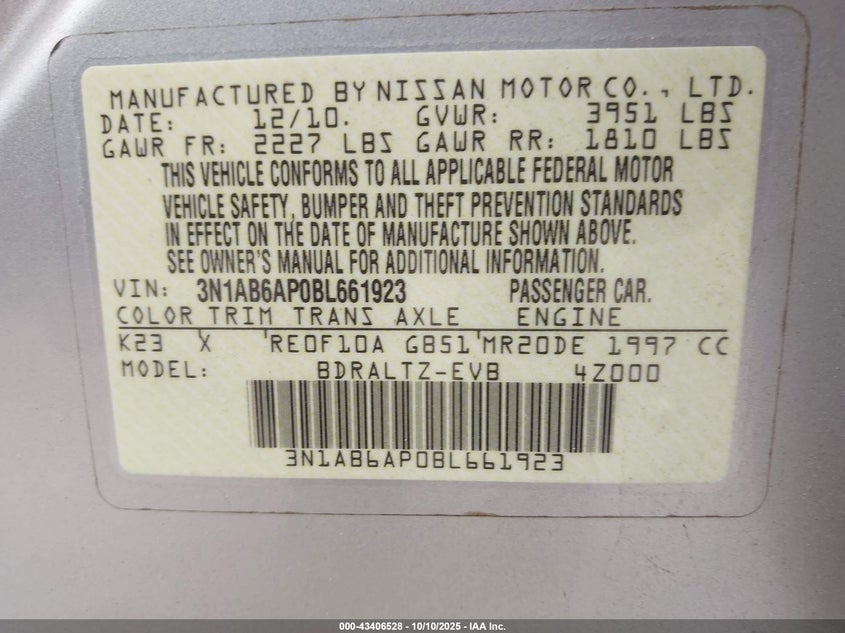 MANUFACTURED BY NISSAN MOTOR CO., LTD.
DATE: 12/10. GVWR: 3951 LBS
GAWR FR: 2227 LBS GAWR RR: 1810 LBS
THIS VEHICLE CONFORMS TO ALL APPLICABLE FEDERAL MOTOR
VEHICLE SAFETY, BUMPER AND THEFT PREVENTION STANDARDS
IN EFFECT ON THE DATE OF MANUFACTURE SHOWN ABOVE.
SEE OWNER'S MANUAL FOR ADDITIONAL INFORMATION.
VIN: 3N1AB6AP0BL661923 PASSENGER CAR.
COLOR TRIM TRANS AXLE ENGINE
K23 X 'RE0F10A GB51'MR20DE 1997 CC
MODEL: BDRALTZ-EVB 4Z000
3N1AB6AP0BL661923
000-43406528 - 10/10/2025 - IAA Inc.